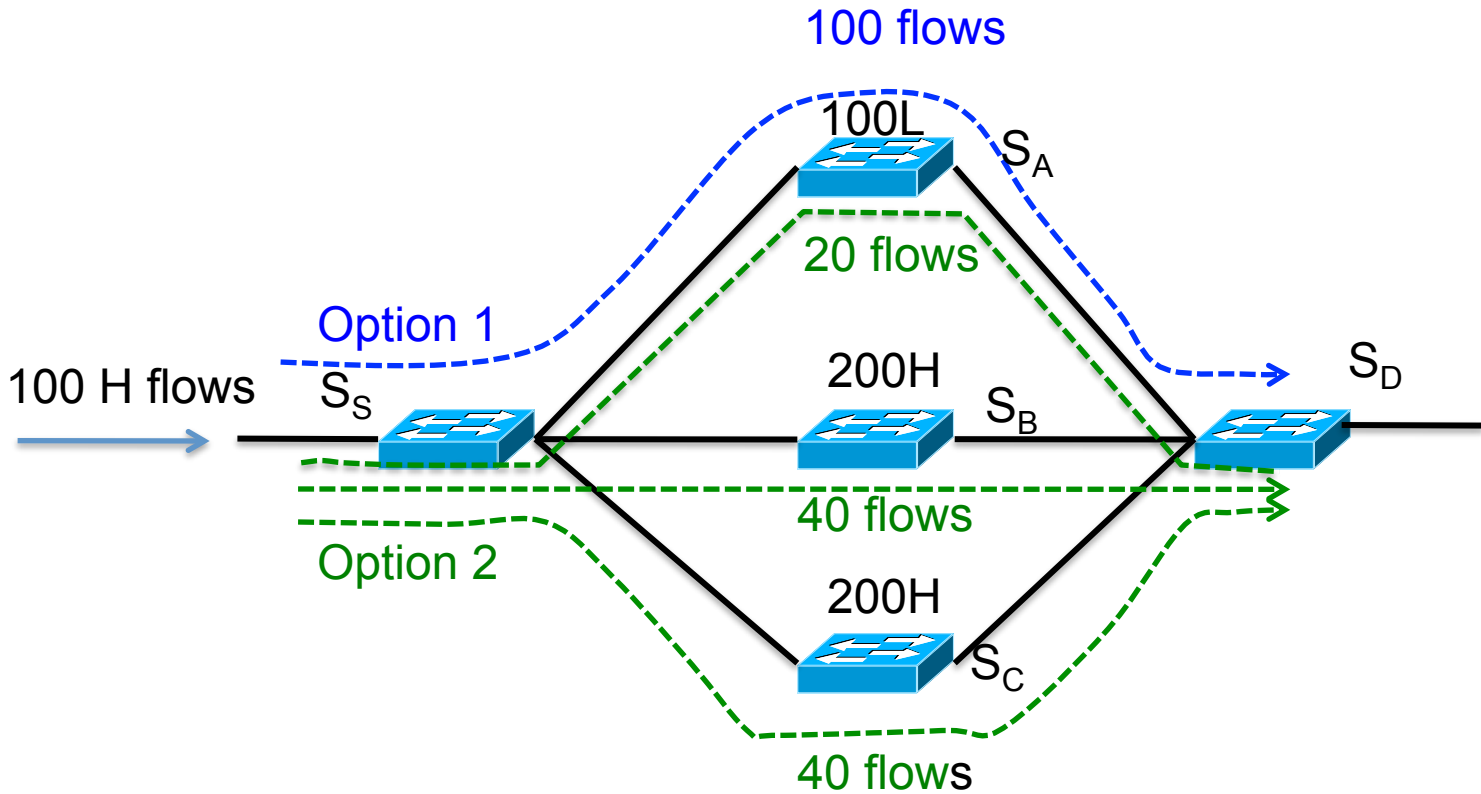 100 flows
100L
S_A
20 flows
Option 1
100 H flows
S_S
200H
S_B
S_D
40 flows
Option 2
200H
S_C
40 flows